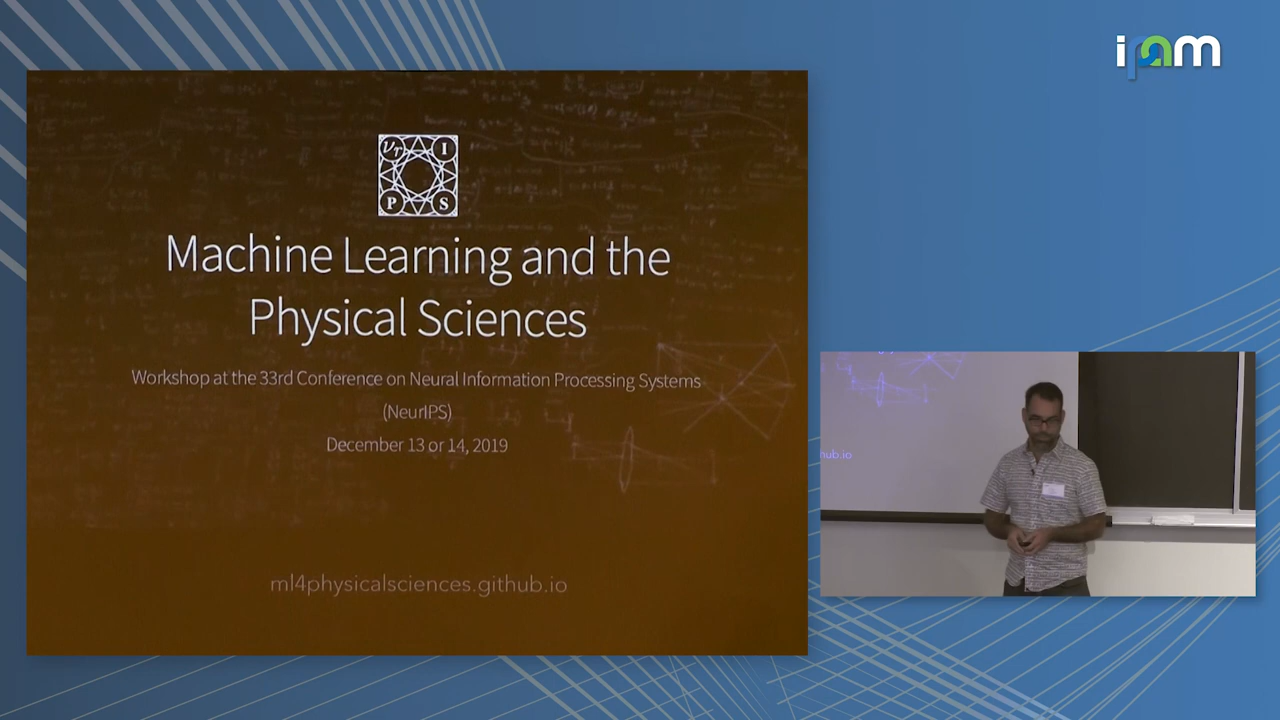 ipam
ντ I
P S
Machine Learning and the
Physical Sciences
Workshop at the 33rd Conference on Neural Information Processing Systems
(NeurIPS)
December 13 or 14, 2019
ml4physicalsciences.github.io
hub.io